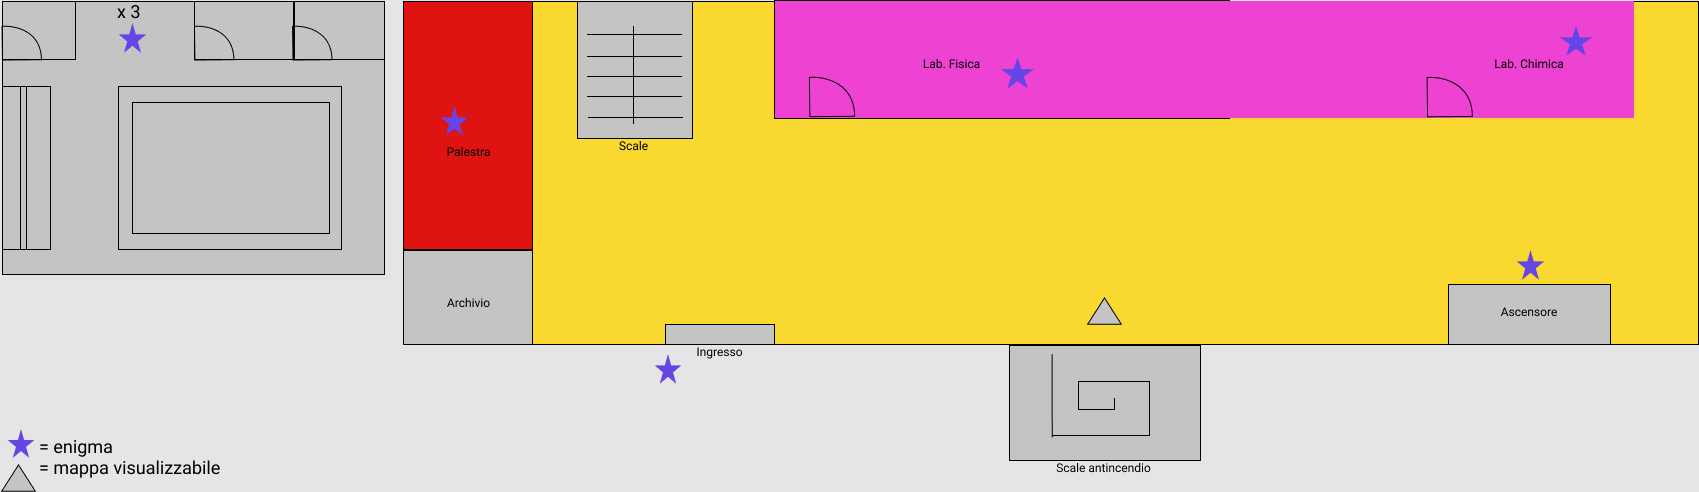 x 3
Lab. Fisica
Lab. Chimica
Palestra
Scale
Archivio
Ascensore
Ingresso
Scale antincendio
= enigma
= mappa visualizzabile